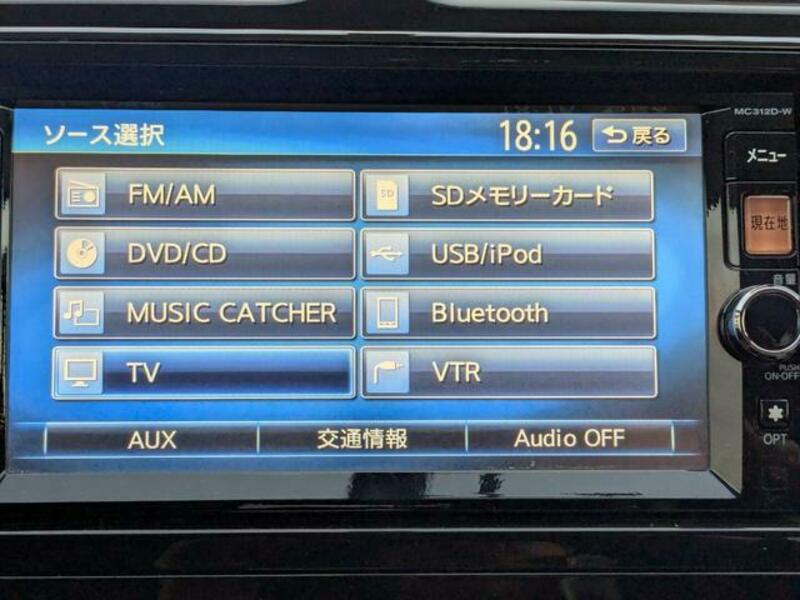 MC312D-W
ソース選択 18:16 戻る
メニュー
FM/AM SDメモリーカード
SD
現在地
DVD/CD USB/iPod
音量
MUSIC CATCHER Bluetooth
TV VTR
PUSH
ON·OFF
AUX 交通情報 Audio OFF
OPT